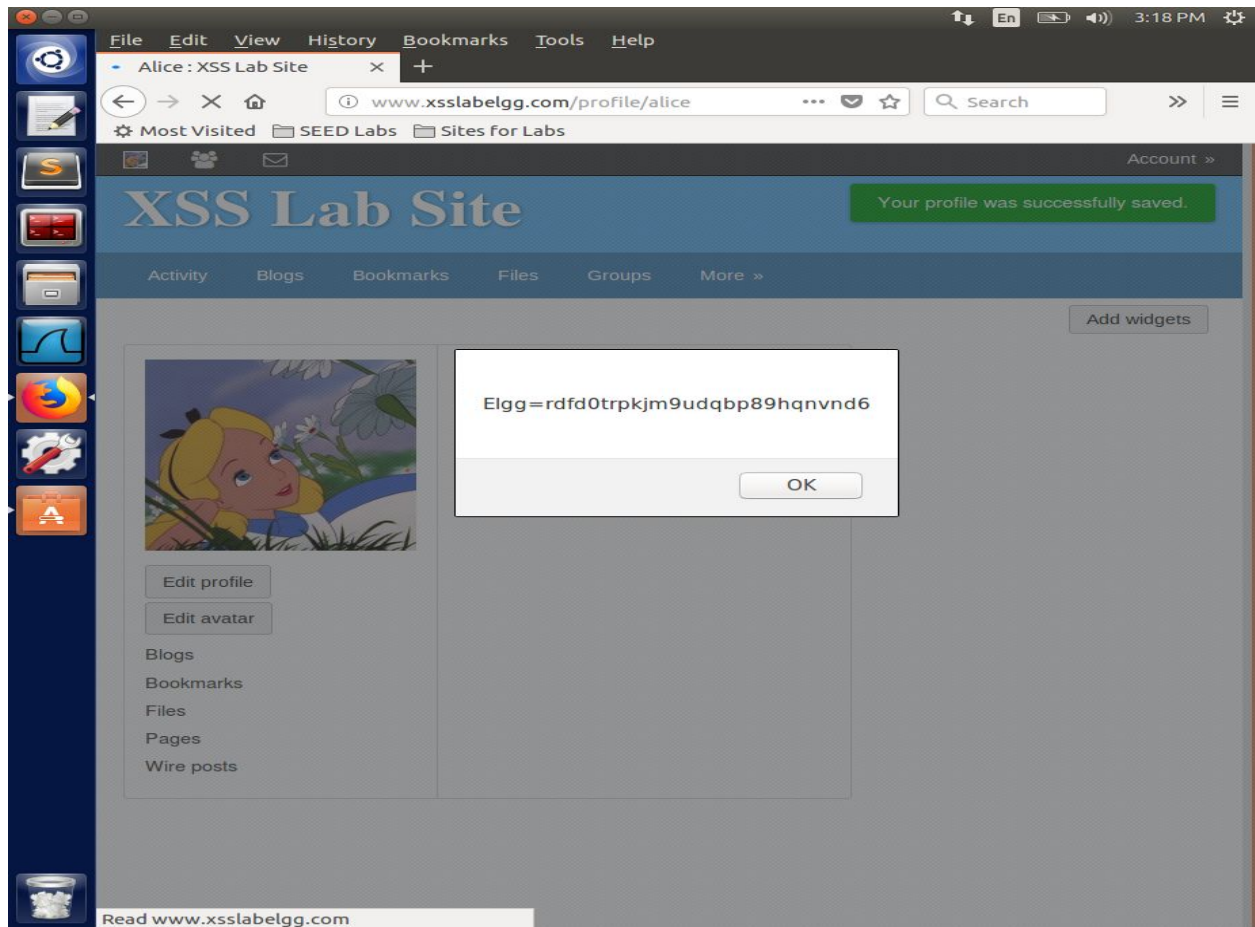 En 3:18 PM
File Edit View History Bookmarks Tools Help
Alice : XSS Lab Site
www.xsslabelgg.com/profile/alice
Search
Most Visited SEED Labs Sites for Labs
Account »
XSS Lab Site
Your profile was successfully saved.
Activity Blogs Bookmarks Files Groups More »
Add widgets
Elgg=rdfd0trpkjm9udqbp89hqnvnd6
OK
Edit profile
Edit avatar
Blogs
Bookmarks
Files
Pages
Wire posts
Read www.xsslabelgg.com